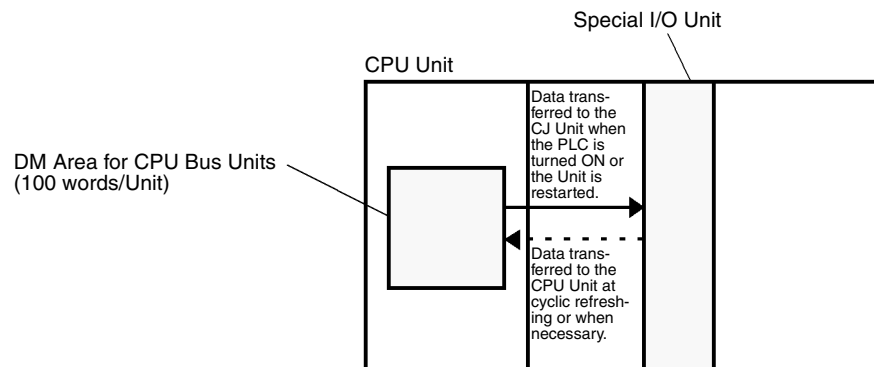 Special I/O Unit
CPU Unit
Data trans-
ferred to the
CJ Unit when
the PLC is
turned ON or
the Unit is
restarted.
DM Area for CPU Bus Units
(100 words/Unit)
Data trans-
ferred to the
CPU Unit at
cyclic refresh-
ing or when
necessary.